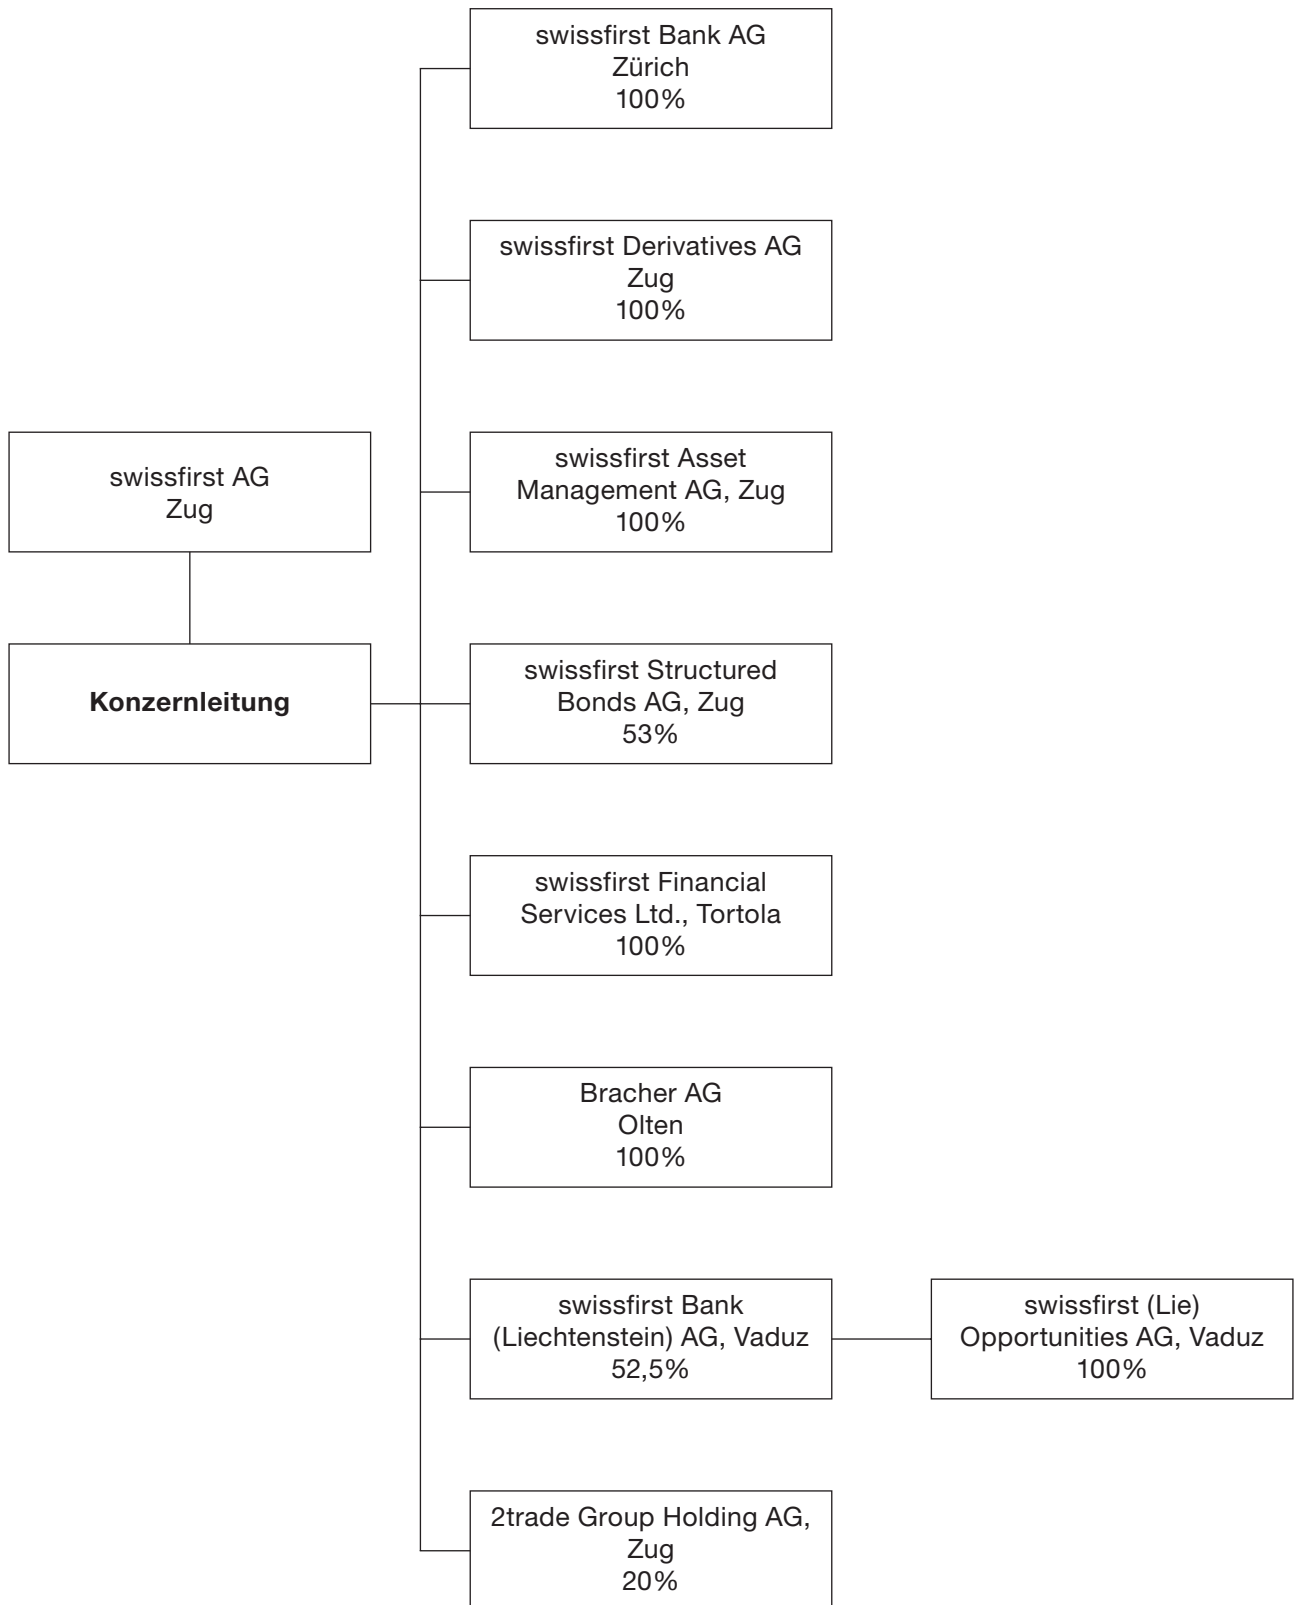 swissfirst Bank AG
Zürich
100%
swissfirst Derivatives AG
Zug
100%
swissfirst AG
Zug
swissfirst Asset
Management AG, Zug
100%
Konzernleitung
swissfirst Structured
Bonds AG, Zug
53%
swissfirst Financial
Services Ltd., Tortola
100%
Bracher AG
Olten
100%
swissfirst Bank
(Liechtenstein) AG, Vaduz
52,5%
swissfirst (Lie)
Opportunities AG, Vaduz
100%
2trade Group Holding AG,
Zug
20%